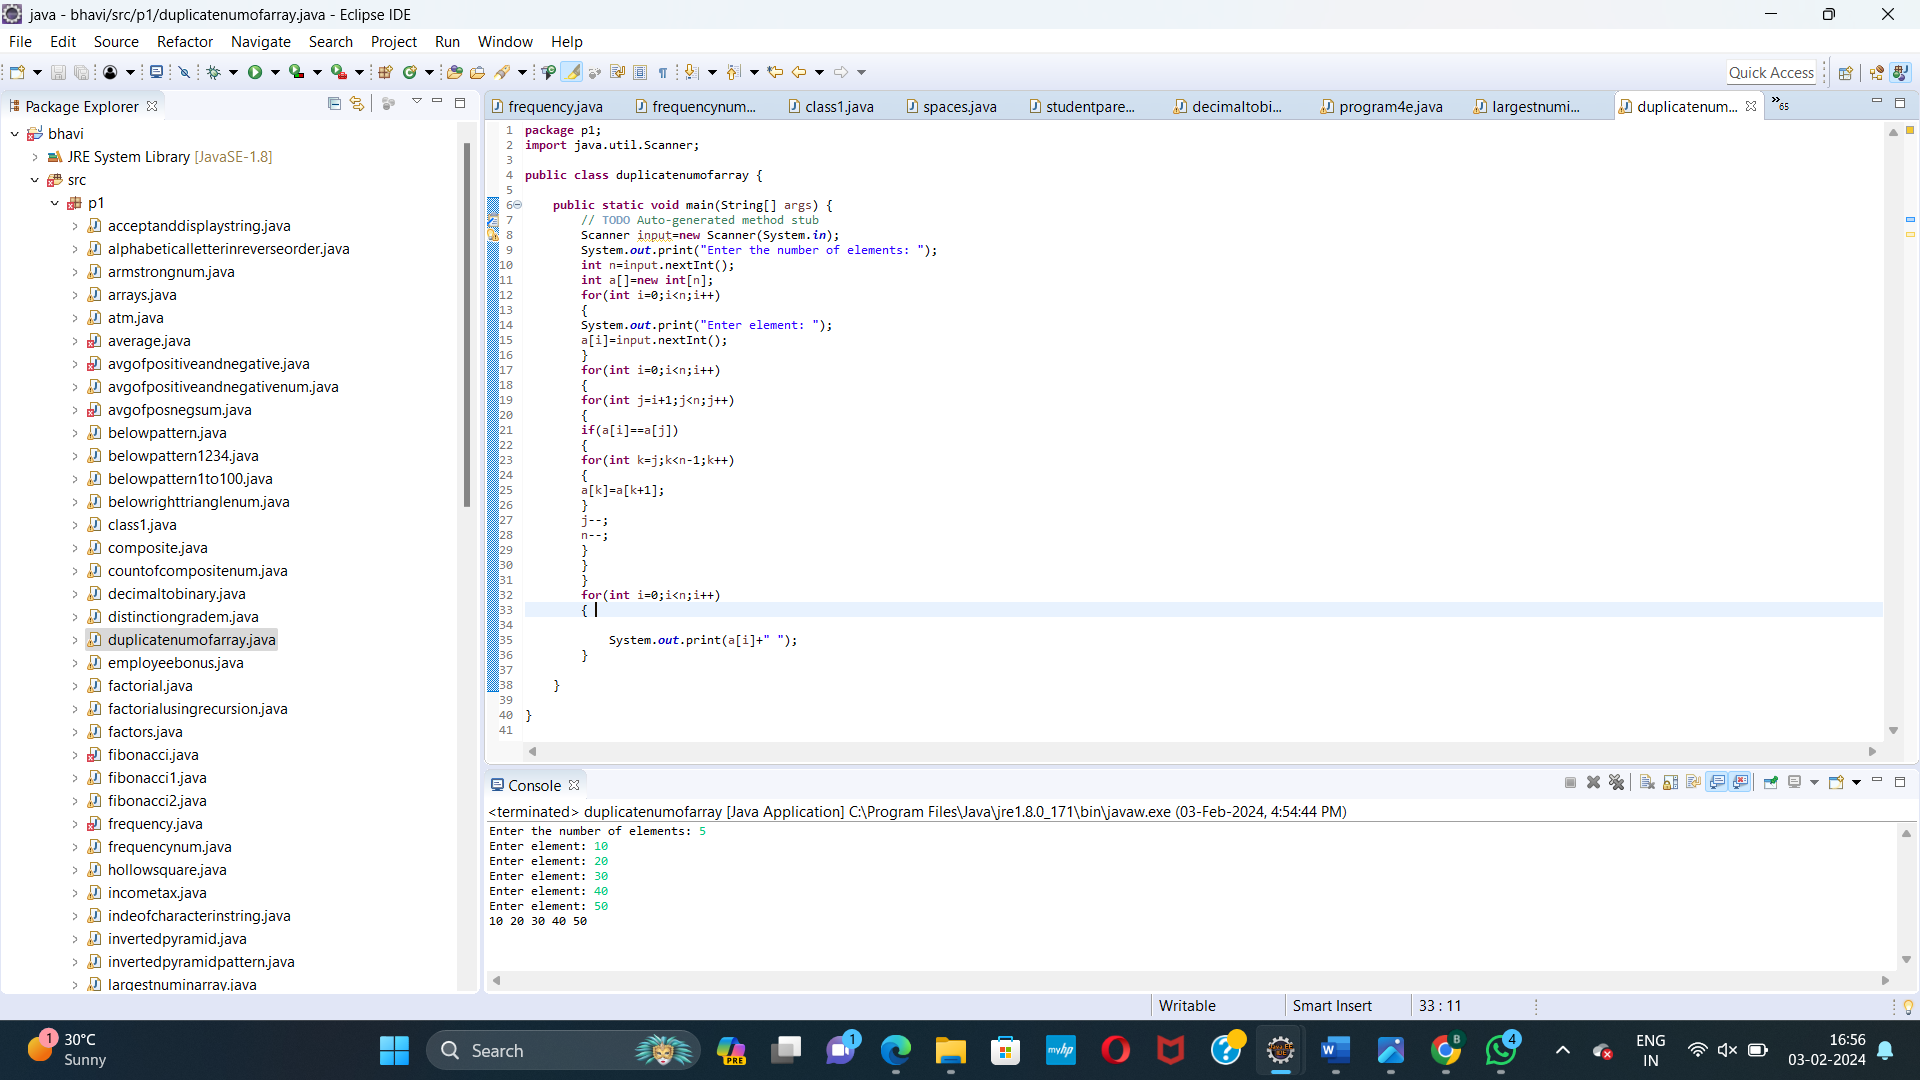 java - bhavi/src/p1/duplicatenumofarray.java - Eclipse IDE
File Edit Source Refactor Navigate Search Project Run Window Help
Quick Access
Package Explorer
bhavi
JRE System Library [JavaSE-1.8]
src
p1
acceptanddisplaystring.java
alphabeticalletterinreverseorder.java
armstrongnum.java
arrays.java
atm.java
average.java
avgofpositiveandnegative.java
avgofpositiveandnegativenum.java
avgofposnegsum.java
belowpattern.java
belowpattern1234.java
belowpattern1to100.java
belowrighttrianglenum.java
class1.java
composite.java
countofcompositenum.java
decimaltobinary.java
distinctiongradem.java
duplicatenumofarray.java
employeebonus.java
factorial.java
factorialusingrecursion.java
factors.java
fibonacci.java
fibonacci1.java
fibonacci2.java
frequency.java
frequencynum.java
hollowsquare.java
incometax.java
indeofcharacterinstring.java
invertedpyramid.java
invertedpyramidpattern.java
largestnuminarray.java
frequency.java frequencynum... class1.java spaces.java studentpare... decimaltobi... program4e.java largestnumi... duplicatenum... »65
1 package p1;
2 import java.util.Scanner;
3
4 public class duplicatenumofarray {
5
6 public static void main(String[] args) {
7 // TODO Auto-generated method stub
8 Scanner input=new Scanner(System.in);
9 System.out.print("Enter the number of elements: ");
10 int n=input.nextInt();
11 int a[]=new int[n];
12 for(int i=0;i<n;i++)
13 {
14 System.out.print("Enter element: ");
15 a[i]=input.nextInt();
16 }
17 for(int i=0;i<n;i++)
18 {
19 for(int j=i+1;j<n;j++)
20 {
21 if(a[i]==a[j])
22 {
23 for(int k=j;k<n-1;k++)
24 {
25 a[k]=a[k+1];
26 }
27 j--;
28 n--;
29 }
30 }
31 }
32 for(int i=0;i<n;i++)
33 {
34
35 System.out.print(a[i]+" ");
36 }
37
38 }
39
40 }
41
Console
<terminated> duplicatenumofarray [Java Application] C:\Program Files\Java\jre1.8.0_171\bin\javaw.exe (03-Feb-2024, 4:54:44 PM)
Enter the number of elements: 5
Enter element: 10
Enter element: 20
Enter element: 30
Enter element: 40
Enter element: 50
10 20 30 40 50
Writable Smart Insert 33 : 11
1 30°C
Sunny
Search
PRE
1
myhp
W
B
4
ENG
IN
16:56
03-02-2024